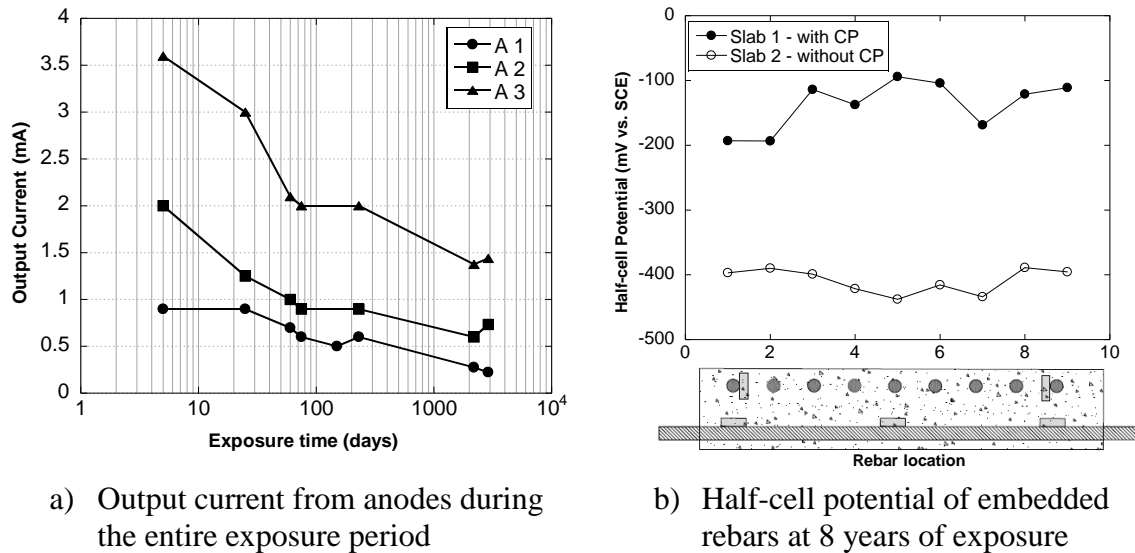 4
3.5
3
2.5
2
1.5
1
0.5
0
Output Current (mA)
A 1
A 2
A 3
1 10 100 1000 10⁴
Exposure time (days)
a) Output current from anodes during
the entire exposure period
0
-100
-200
-300
-400
-500
Half-cell Potential (mV vs. SCE)
Slab 1 - with CP
Slab 2 - without CP
0 2 4 6 8 10
Rebar location
b) Half-cell potential of embedded
rebars at 8 years of exposure